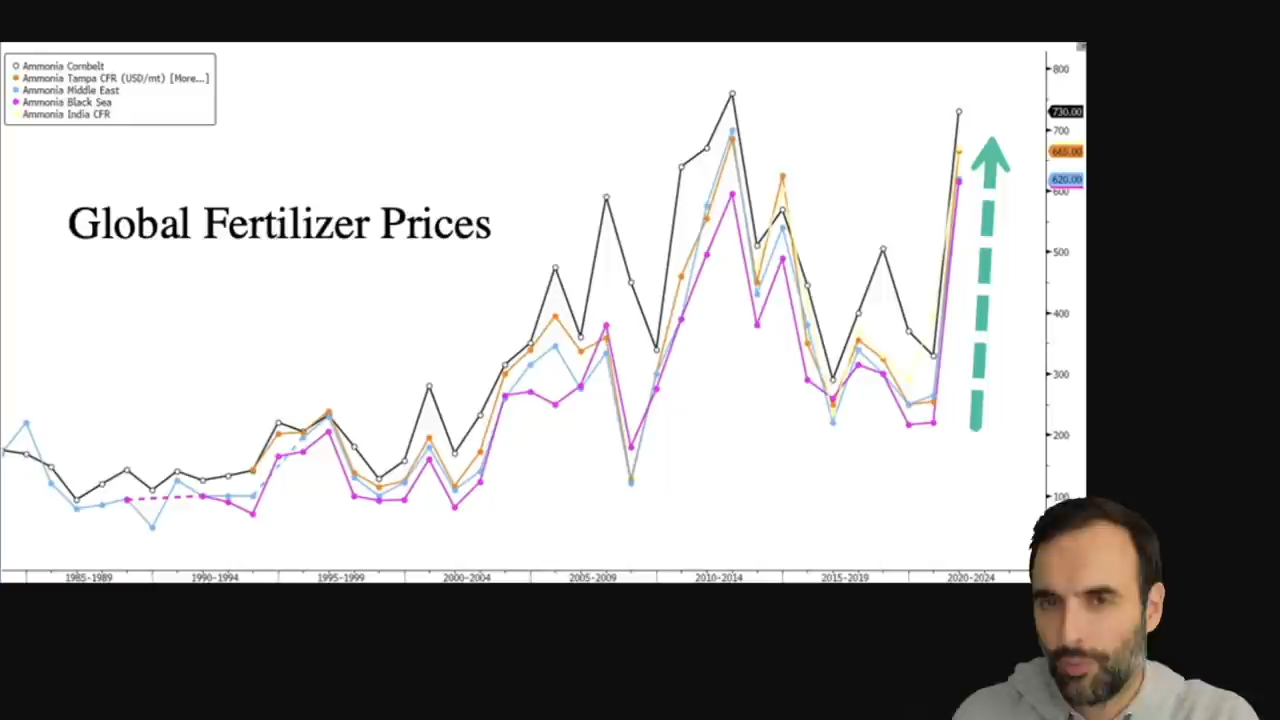 Ammonia Cornbelt
Ammonia Tampa CFR (USD/mt) [More...]
Ammonia Middle East
Ammonia Black Sea
Ammonia India CFR
Global Fertilizer Prices
800
730.00
700
665.00
620.00
600
500
400
300
200
100
1985-1989 1990-1994 1995-1999 2000-2004 2005-2009 2010-2014 2015-2019 2020-2024